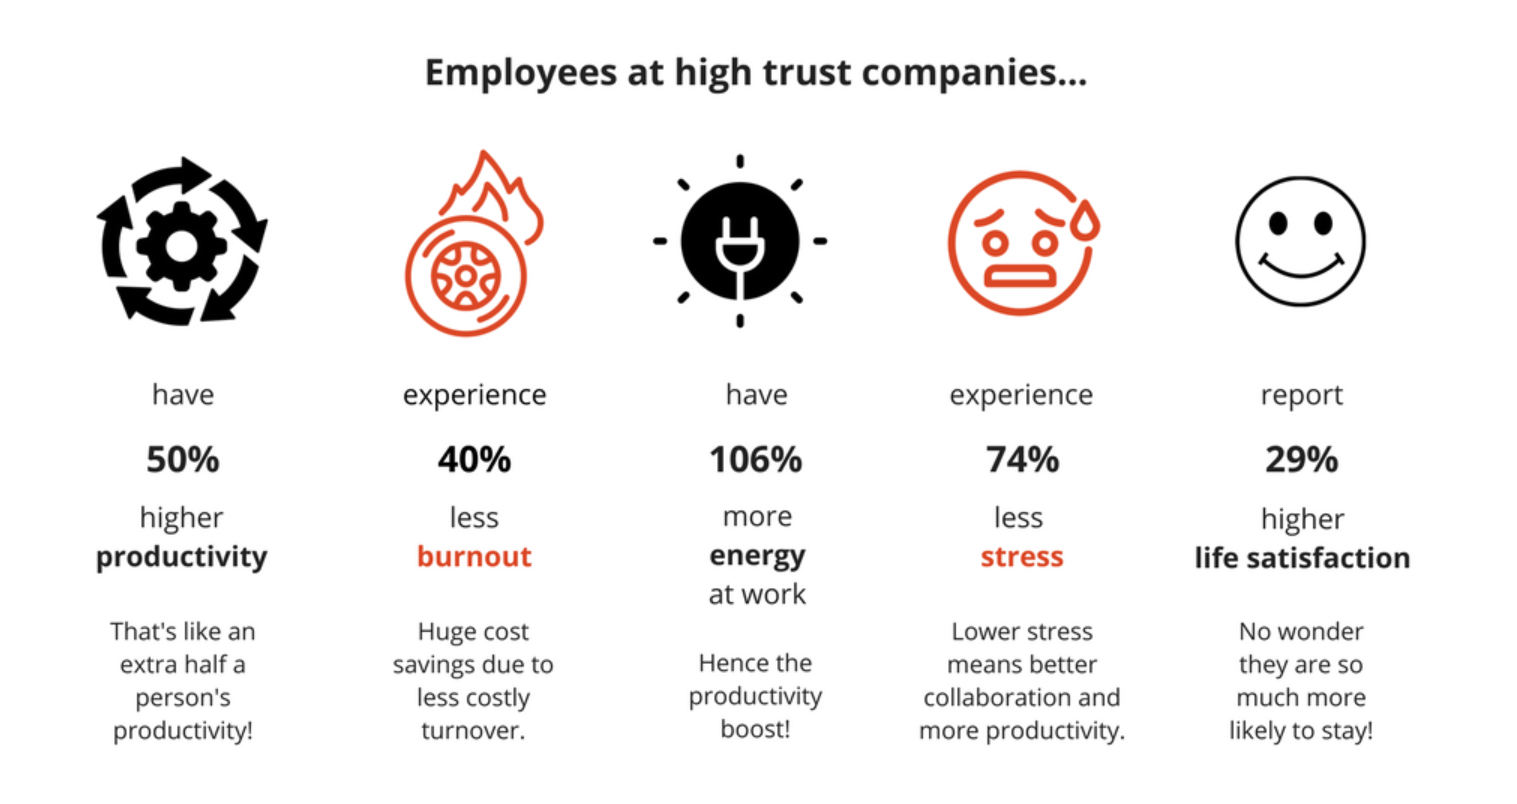 Employees at high trust companies...
have
50%
higher
productivity
That's like an
extra half a
person's
productivity!
experience
40%
less
burnout
Huge cost
savings due to
less costly
turnover.
have
106%
more
energy
at work
Hence the
productivity
boost!
experience
74%
less
stress
Lower stress
means better
collaboration and
more productivity.
report
29%
higher
life satisfaction
No wonder
they are so
much more
likely to stay!